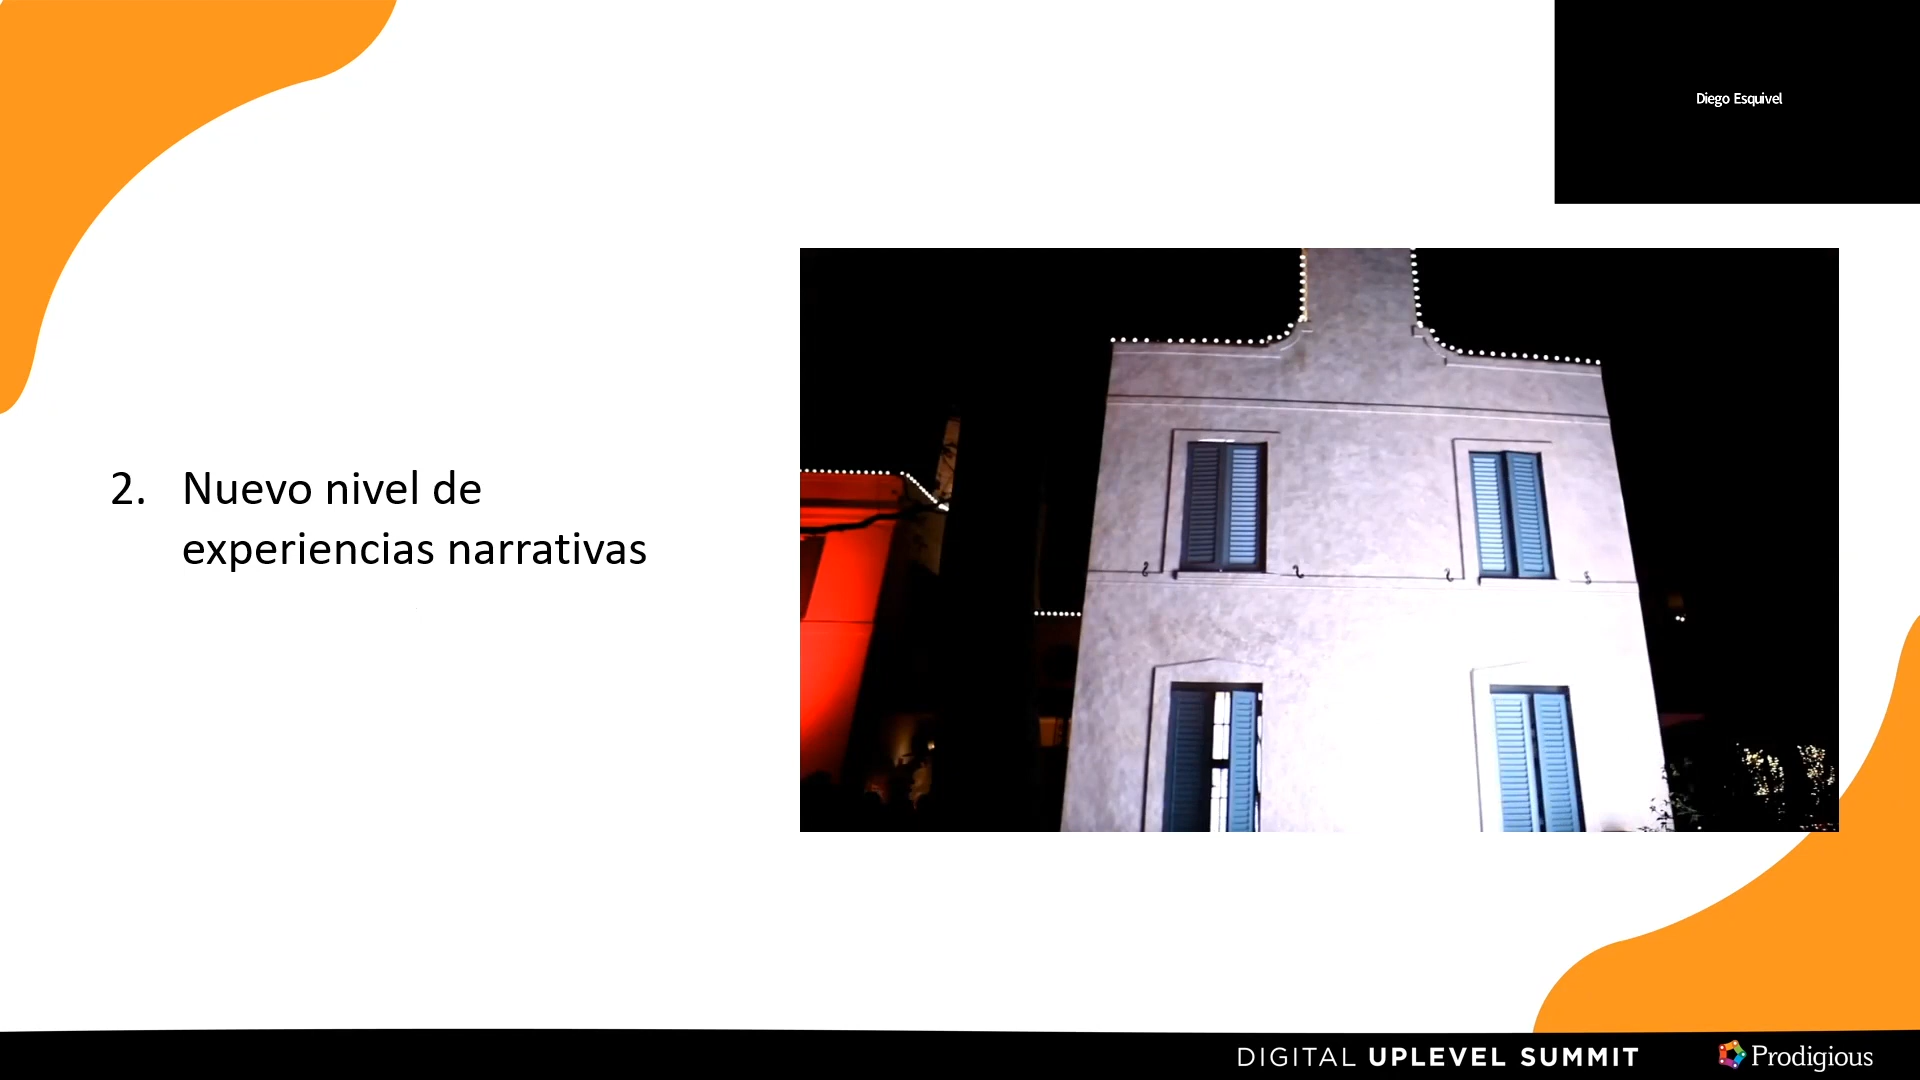 Diego Esquivel
2. Nuevo nivel de
experiencias narrativas
DIGITAL UPLEVEL SUMMIT
Prodigious